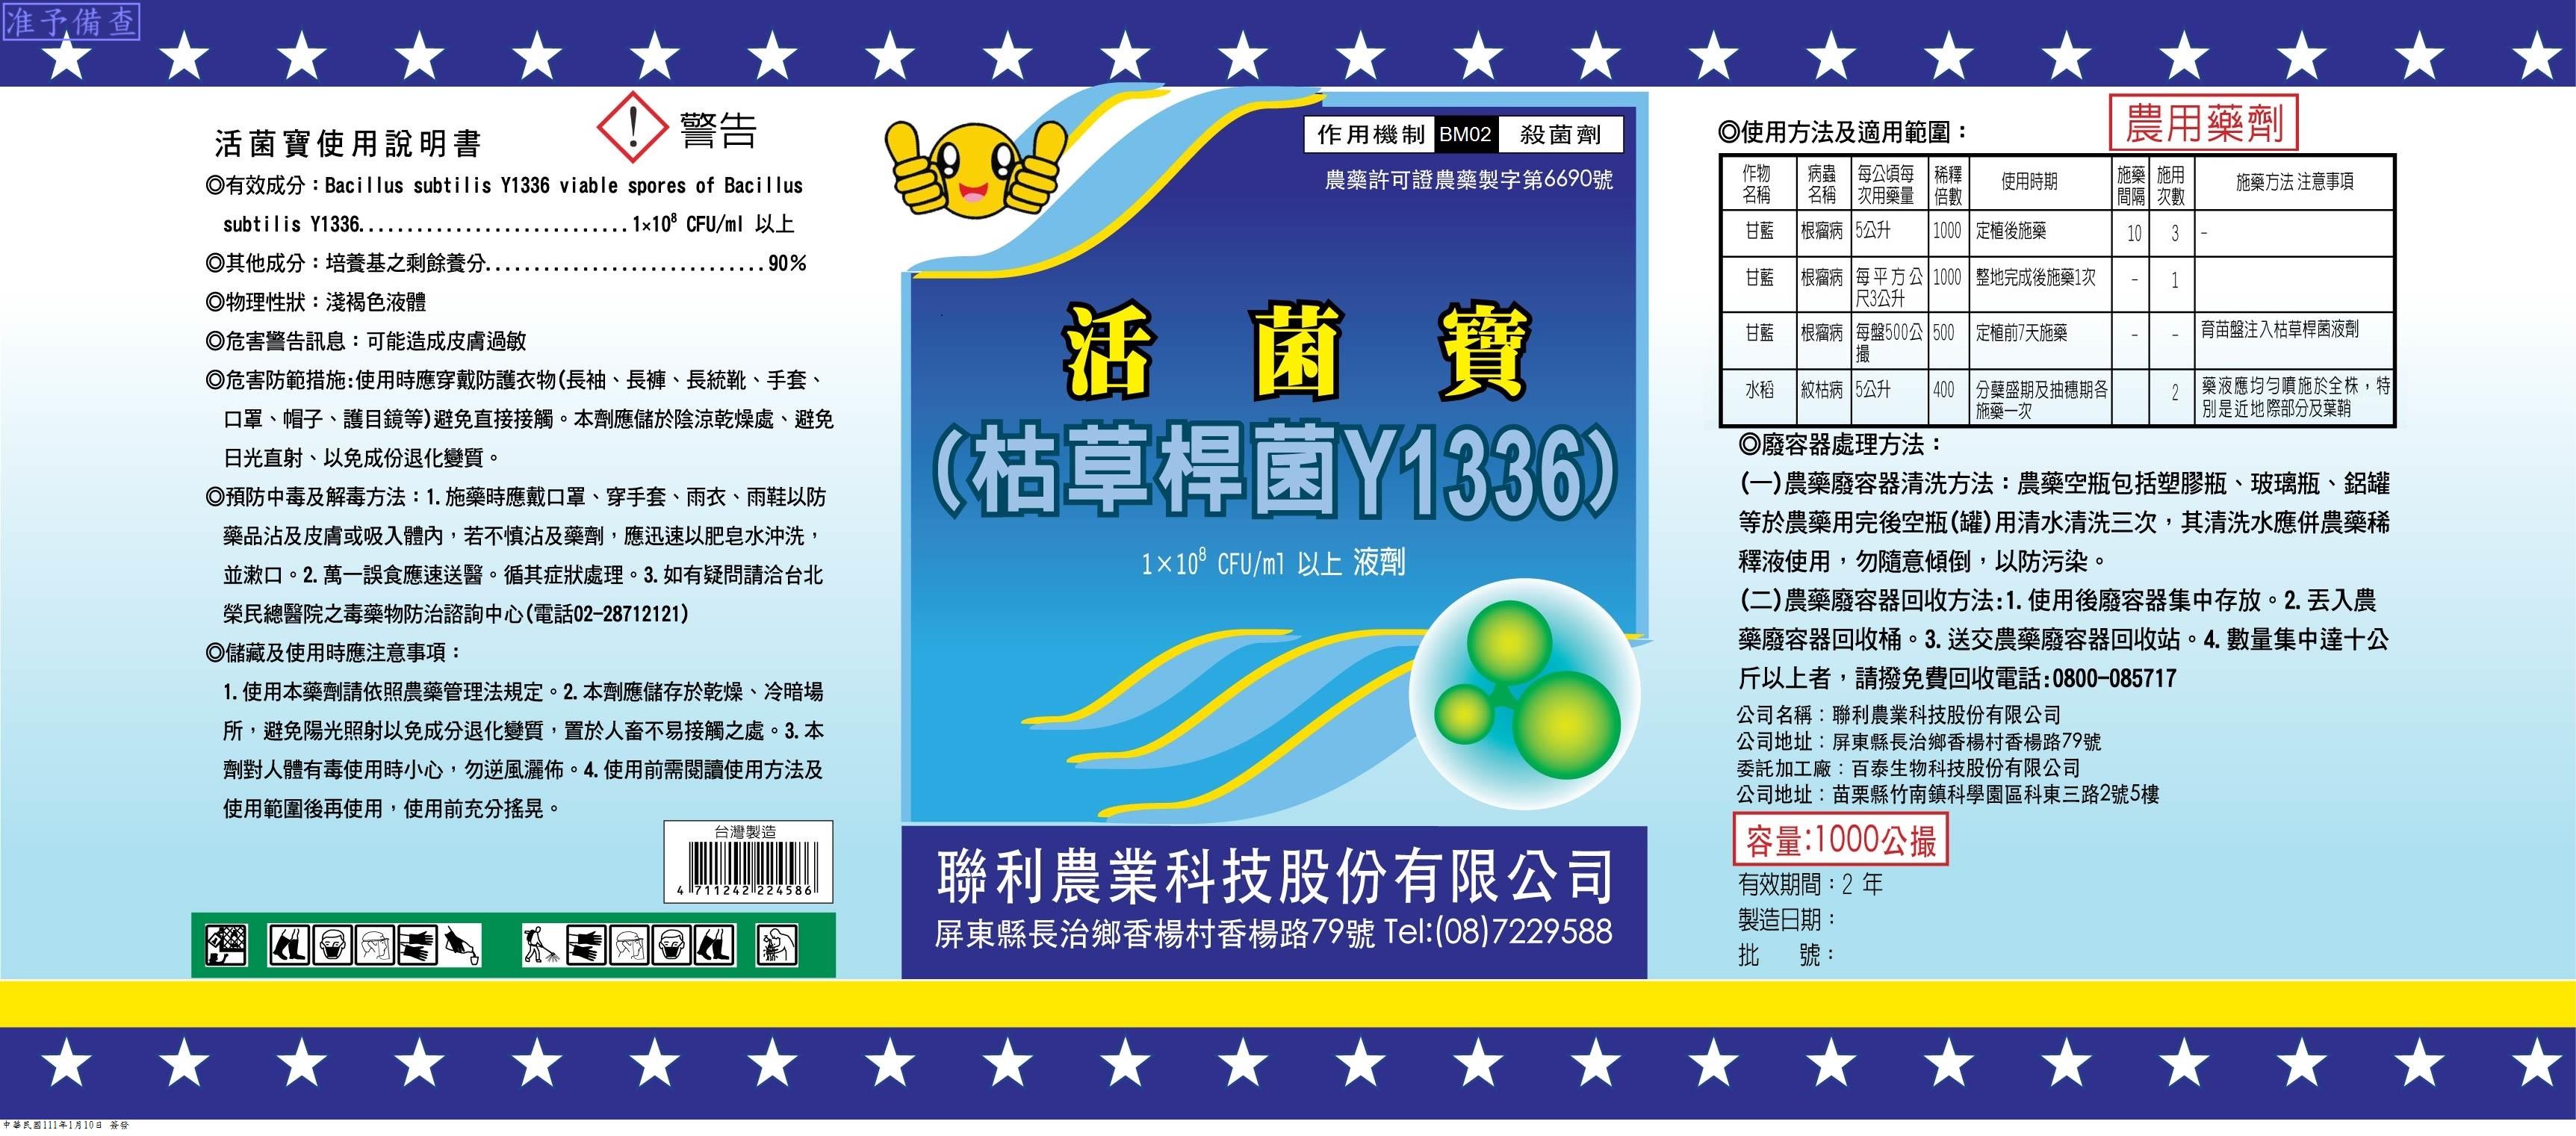 准予備查
活菌寶使用說明書
警告
◎有效成分：Bacillus subtilis Y1336 viable spores of Bacillus
subtilis Y1336............................1×10⁸ CFU/ml 以上
◎其他成分：培養基之剩餘養分.............................90%
◎物理性狀：淺褐色液體
◎危害警告訊息：可能造成皮膚過敏
◎危害防範措施:使用時應穿戴防護衣物(長袖、長褲、長統靴、手套、
口罩、帽子、護目鏡等)避免直接接觸。本劑應儲於陰涼乾燥處、避免
日光直射、以免成份退化變質。
◎預防中毒及解毒方法：1.施藥時應戴口罩、穿手套、雨衣、雨鞋以防
藥品沾及皮膚或吸入體內，若不慎沾及藥劑，應迅速以肥皂水沖洗，
並漱口。2.萬一誤食應速送醫。循其症狀處理。3.如有疑問請洽台北
榮民總醫院之毒藥物防治諮詢中心(電話02-28712121)
◎儲藏及使用時應注意事項：
1.使用本藥劑請依照農藥管理法規定。2.本劑應儲存於乾燥、冷暗場
所，避免陽光照射以免成分退化變質，置於人畜不易接觸之處。3.本
劑對人體有毒使用時小心，勿逆風灑佈。4.使用前需閱讀使用方法及
使用範圍後再使用，使用前充分搖晃。
台灣製造
4 711242 224586
作用機制 BM02 殺菌劑
農藥許可證農藥製字第6690號
活菌寶
(枯草桿菌Y1336)
1×10⁸ CFU/ml 以上 液劑
聯利農業科技股份有限公司
屏東縣長治鄉香楊村香楊路79號 Tel:(08)7229588
◎使用方法及適用範圍：
農用藥劑
作物名稱 病蟲名稱 每公頃每次用藥量 稀釋倍數 使用時期 施藥間隔 施用次數 施藥方法 注意事項
甘藍 根瘤病 5公升 1000 定植後施藥 10 3 -
甘藍 根瘤病 每平方公尺3公升 1000 整地完成後施藥1次 - 1
甘藍 根瘤病 每盤500公撮 500 定植前7天施藥 - - 育苗盤注入枯草桿菌液劑
水稻 紋枯病 5公升 400 分蘗盛期及抽穗期各施藥一次 2 藥液應均勻噴施於全株，特別是近地際部分及葉鞘
◎廢容器處理方法：
(一)農藥廢容器清洗方法：農藥空瓶包括塑膠瓶、玻璃瓶、鋁罐
等於農藥用完後空瓶(罐)用清水清洗三次，其清洗水應併農藥稀
釋液使用，勿隨意傾倒，以防污染。
(二)農藥廢容器回收方法:1.使用後廢容器集中存放。2.丟入農
藥廢容器回收桶。3.送交農藥廢容器回收站。4.數量集中達十公
斤以上者，請撥免費回收電話:0800-085717
公司名稱：聯利農業科技股份有限公司
公司地址：屏東縣長治鄉香楊村香楊路79號
委託加工廠：百泰生物科技股份有限公司
公司地址：苗栗縣竹南鎮科學園區科東三路2號5樓
容量:1000公撮
有效期間：2 年
製造日期：
批 號：
中華民國111年1月10日 簽發